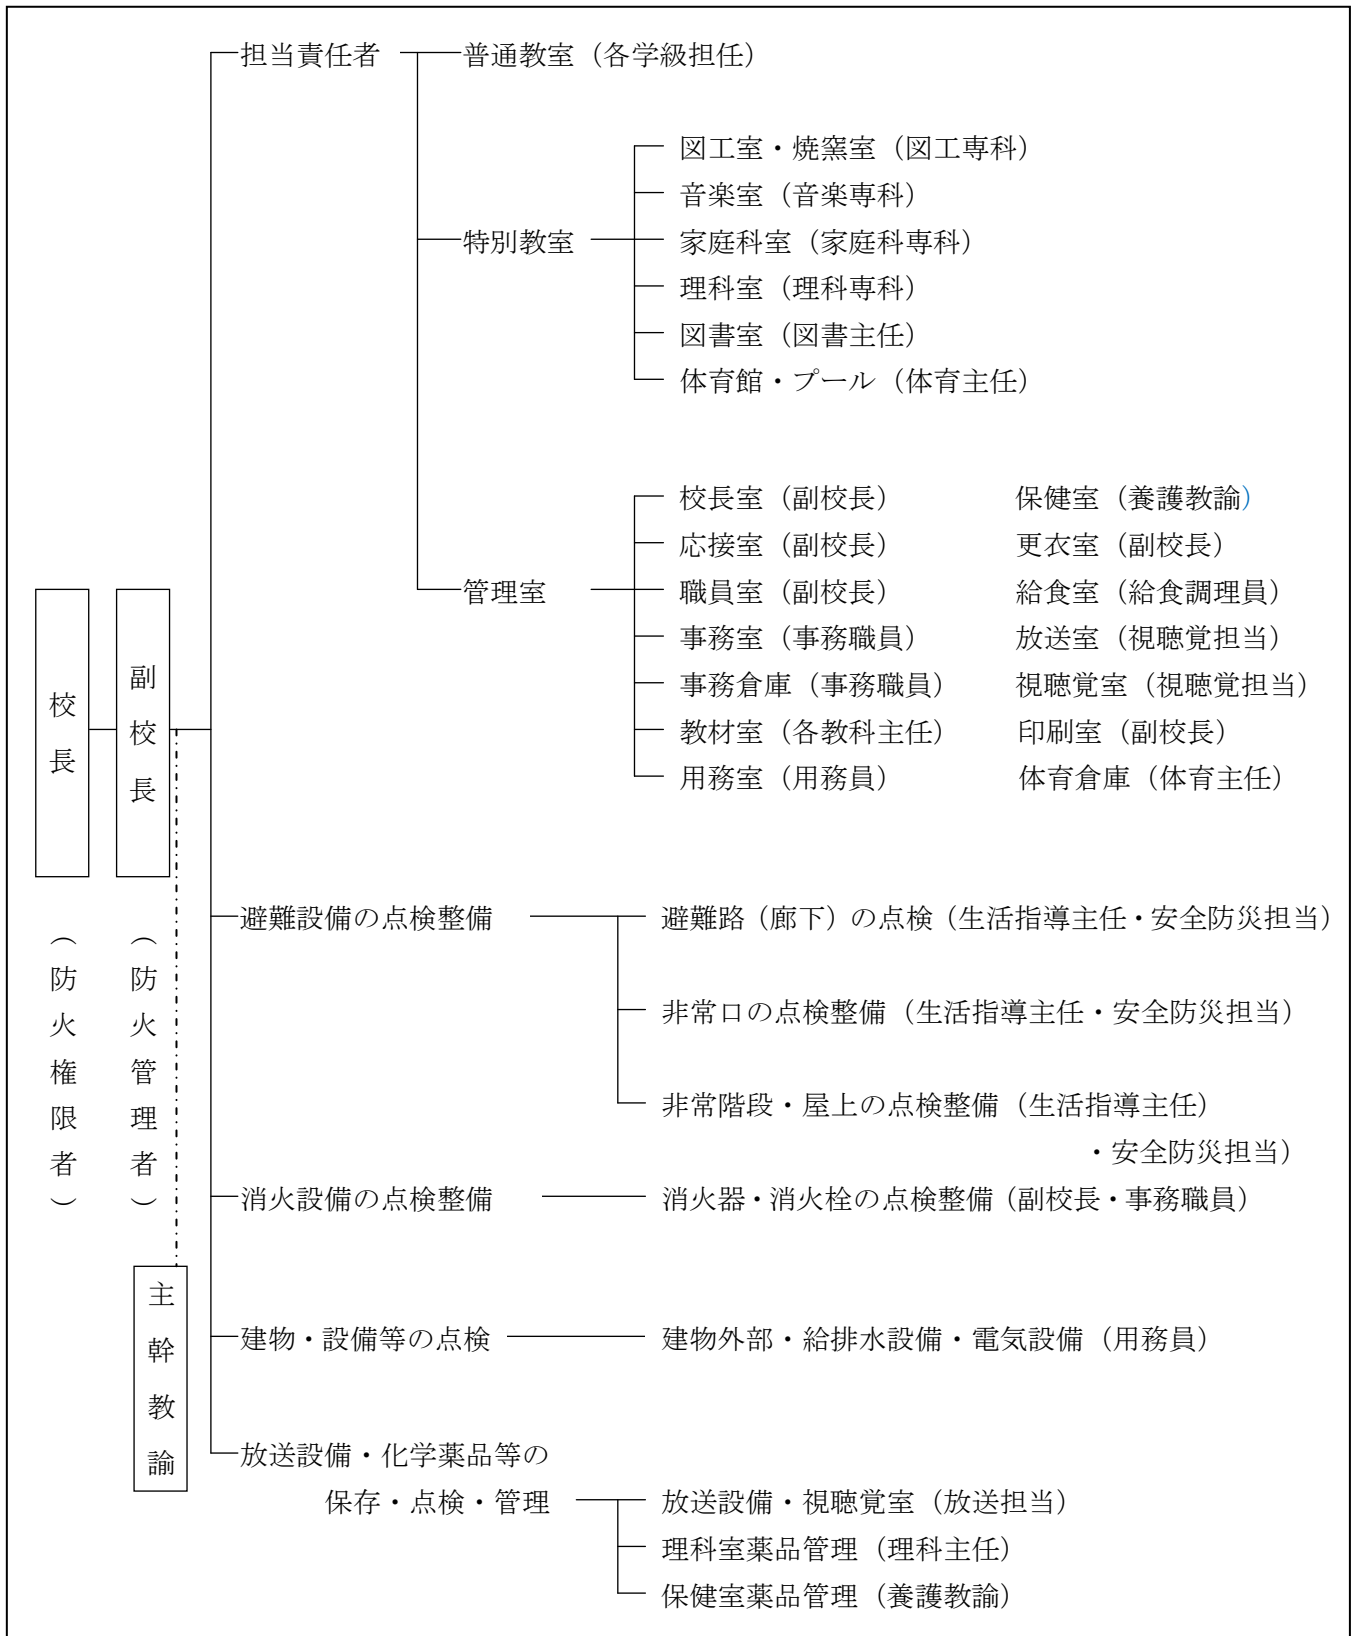 担当責任者 普通教室（各学級担任）
図工室・焼窯室（図工専科）
音楽室（音楽専科）
特別教室 家庭科室（家庭科専科）
理科室（理科専科）
図書室（図書主任）
体育館・プール（体育主任）
校長室（副校長） 保健室（養護教諭）
応接室（副校長） 更衣室（副校長）
管理室 職員室（副校長） 給食室（給食調理員）
事務室（事務職員） 放送室（視聴覚担当）
事務倉庫（事務職員） 視聴覚室（視聴覚担当）
教材室（各教科主任） 印刷室（副校長）
用務室（用務員） 体育倉庫（体育主任）
校長
（防火権限者）
副校長
（防火管理者）
主幹教諭
避難設備の点検整備 避難路（廊下）の点検（生活指導主任・安全防災担当）
非常口の点検整備（生活指導主任・安全防災担当）
非常階段・屋上の点検整備（生活指導主任）
・安全防災担当）
消火設備の点検整備 消火器・消火栓の点検整備（副校長・事務職員）
建物・設備等の点検 建物外部・給排水設備・電気設備（用務員）
放送設備・化学薬品等の
保存・点検・管理 放送設備・視聴覚室（放送担当）
理科室薬品管理（理科主任）
保健室薬品管理（養護教諭）